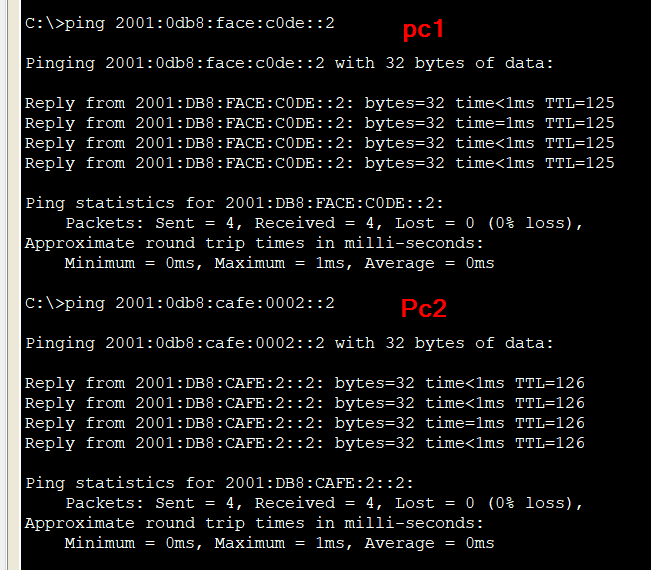 C:\>ping 2001:0db8:face:c0de::2
pc1
Pinging 2001:0db8:face:c0de::2 with 32 bytes of data:
Reply from 2001:DB8:FACE:C0DE::2: bytes=32 time<1ms TTL=125
Reply from 2001:DB8:FACE:C0DE::2: bytes=32 time=1ms TTL=125
Reply from 2001:DB8:FACE:C0DE::2: bytes=32 time<1ms TTL=125
Reply from 2001:DB8:FACE:C0DE::2: bytes=32 time<1ms TTL=125
Ping statistics for 2001:DB8:FACE:C0DE::2:
Packets: Sent = 4, Received = 4, Lost = 0 (0% loss),
Approximate round trip times in milli-seconds:
Minimum = 0ms, Maximum = 1ms, Average = 0ms
C:\>ping 2001:0db8:cafe:0002::2
Pc2
Pinging 2001:0db8:cafe:0002::2 with 32 bytes of data:
Reply from 2001:DB8:CAFE:2::2: bytes=32 time<1ms TTL=126
Reply from 2001:DB8:CAFE:2::2: bytes=32 time<1ms TTL=126
Reply from 2001:DB8:CAFE:2::2: bytes=32 time=1ms TTL=126
Reply from 2001:DB8:CAFE:2::2: bytes=32 time<1ms TTL=126
Ping statistics for 2001:DB8:CAFE:2::2:
Packets: Sent = 4, Received = 4, Lost = 0 (0% loss),
Approximate round trip times in milli-seconds:
Minimum = 0ms, Maximum = 1ms, Average = 0ms